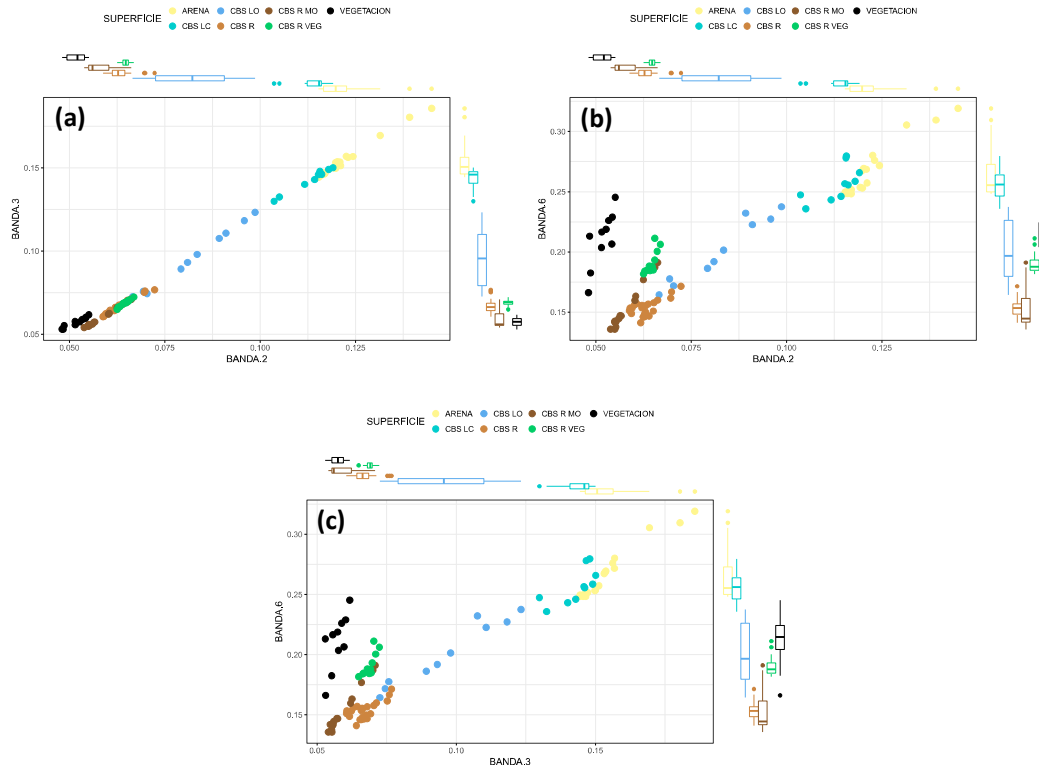 SUPERFÍCIE ARENA CBS LO CBS R MO VEGETACION
CBS LC CBS R CBS R VEG
(a)
BANDA.3
0.15
0.10
0.05
0.050 0.075 0.100 0.125
BANDA.2
SUPERFÍCIE ARENA CBS LO CBS R MO VEGETACION
CBS LC CBS R CBS R VEG
(b)
BANDA.6
0.30
0.25
0.20
0.15
0.050 0.075 0.100 0.125
BANDA.2
SUPERFÍCIE ARENA CBS LO CBS R MO VEGETACION
CBS LC CBS R CBS R VEG
(c)
BANDA,6
0.30
0.25
0.20
0.15
0.05 0.10 0.15
BANDA.3